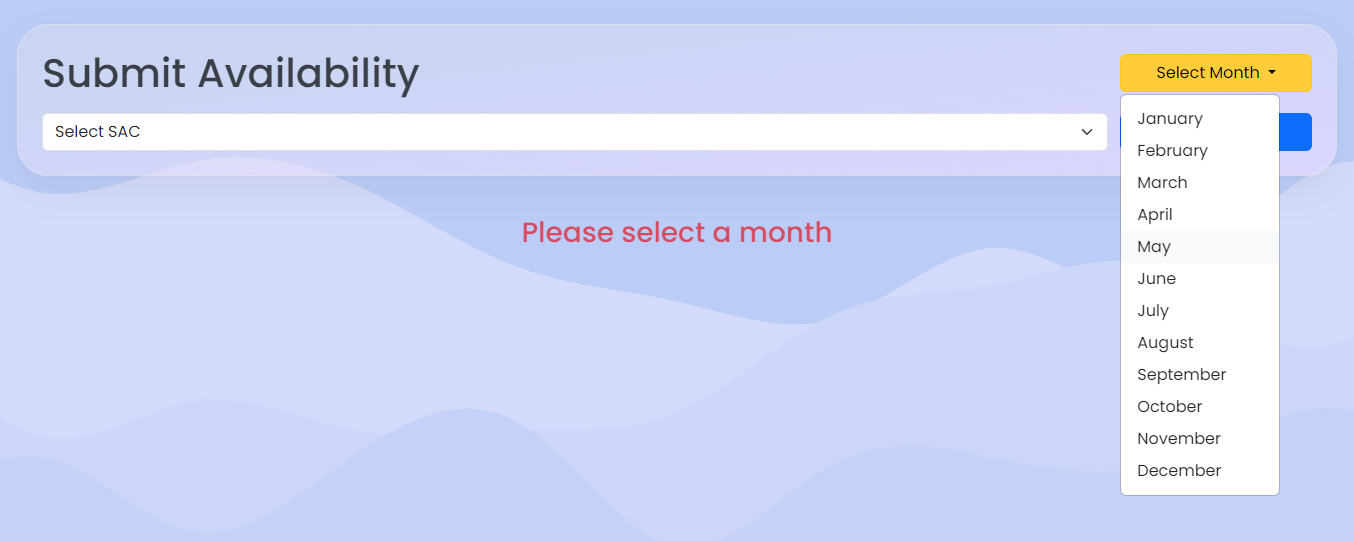 Submit Availability
Select Month
Select SAC
January
February
March
April
May
June
July
August
September
October
November
December
Please select a month